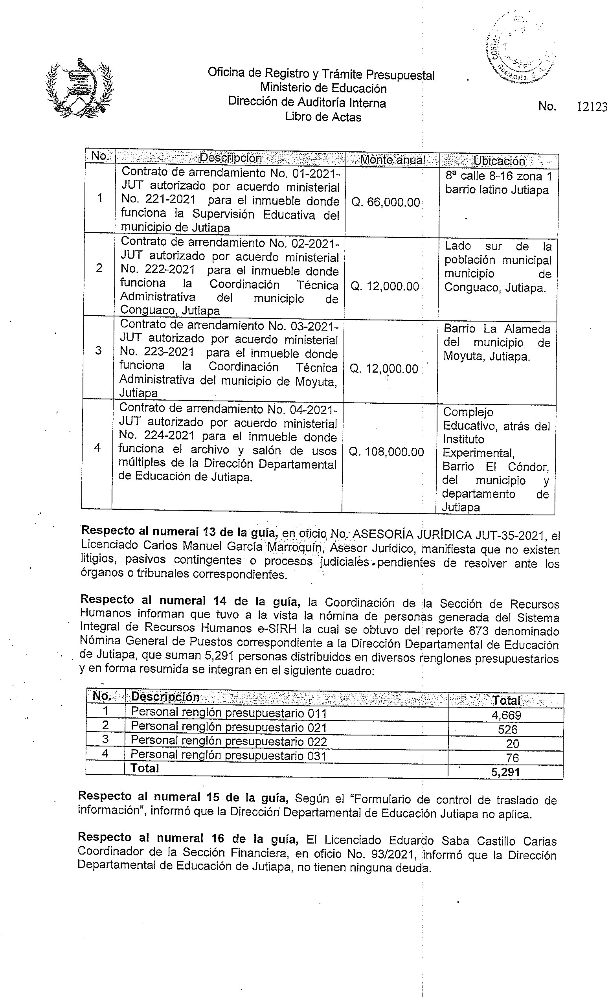 Oficina de Registro y Trámite Presupuestal
Ministerio de Educación
Dirección de Auditoría Interna
Libro de Actas
No. 12123
No. Descripción Monto anual Ubicación
1
Contrato de arrendamiento No. 01-2021-
JUT autorizado por acuerdo ministerial
No. 221-2021 para el inmueble donde
funciona la Supervisión Educativa del
municipio de Jutiapa
Q. 66,000.00
8ª calle 8-16 zona 1
barrio latino Jutiapa
2
Contrato de arrendamiento No. 02-2021-
JUT autorizado por acuerdo ministerial
No. 222-2021 para el inmueble donde
funciona la Coordinación Técnica
Administrativa del municipio de
Conguaco, Jutiapa
Q. 12,000.00
Lado sur de la
población municipal
municipio de
Conguaco, Jutiapa.
3
Contrato de arrendamiento No. 03-2021-
JUT autorizado por acuerdo ministerial
No. 223-2021 para el inmueble donde
funciona la Coordinación Técnica
Administrativa del municipio de Moyuta,
Jutiapa
Q. 12,000.00
Barrio La Alameda
del municipio de
Moyuta, Jutiapa.
4
Contrato de arrendamiento No. 04-2021-
JUT autorizado por acuerdo ministerial
No. 224-2021 para el inmueble donde
funciona el archivo y salón de usos
múltiples de la Dirección Departamental
de Educación de Jutiapa.
Q. 108,000.00
Complejo
Educativo, atrás del
Instituto
Experimental,
Barrio El Cóndor,
del municipio y
departamento de
Jutiapa
Respecto al numeral 13 de la guía, en oficio No. ASESORÍA JURÍDICA JUT-35-2021, el
Licenciado Carlos Manuel García Marroquín, Asesor Jurídico, manifiesta que no existen
litigios, pasivos contingentes o procesos judiciales pendientes de resolver ante los
órganos o tribunales correspondientes.
Respecto al numeral 14 de la guía, la Coordinación de la Sección de Recursos
Humanos informan que tuvo a la vista la nómina de personas generada del Sistema
Integral de Recursos Humanos e-SIRH la cual se obtuvo del reporte 673 denominado
Nómina General de Puestos correspondiente a la Dirección Departamental de Educación
de Jutiapa, que suman 5,291 personas distribuidos en diversos renglones presupuestarios
y en forma resumida se integran en el siguiente cuadro:
No. Descripción Total
1 Personal renglón presupuestario 011 4,669
2 Personal renglón presupuestario 021 526
3 Personal renglón presupuestario 022 20
4 Personal renglón presupuestario 031 76
Total 5,291
Respecto al numeral 15 de la guía, Según el “Formulario de control de traslado de
información”, informó que la Dirección Departamental de Educación Jutiapa no aplica.
Respecto al numeral 16 de la guía, El Licenciado Eduardo Saba Castillo Carias
Coordinador de la Sección Financiera, en oficio No. 93/2021, informó que la Dirección
Departamental de Educación de Jutiapa, no tienen ninguna deuda.